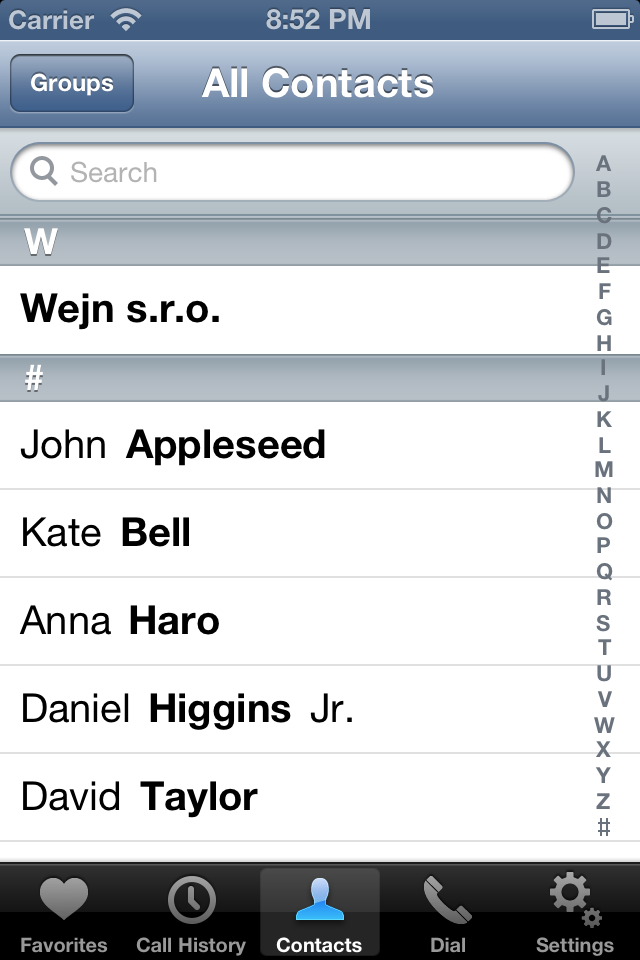 Carrier 8:52 PM
Groups All Contacts
Search
W
Wejn s.r.o.
#
John Appleseed
Kate Bell
Anna Haro
Daniel Higgins Jr.
David Taylor
A
B
C
D
E
F
G
H
I
J
K
L
M
N
O
P
Q
R
S
T
U
V
W
X
Y
Z
#
Favorites Call History Contacts Dial Settings